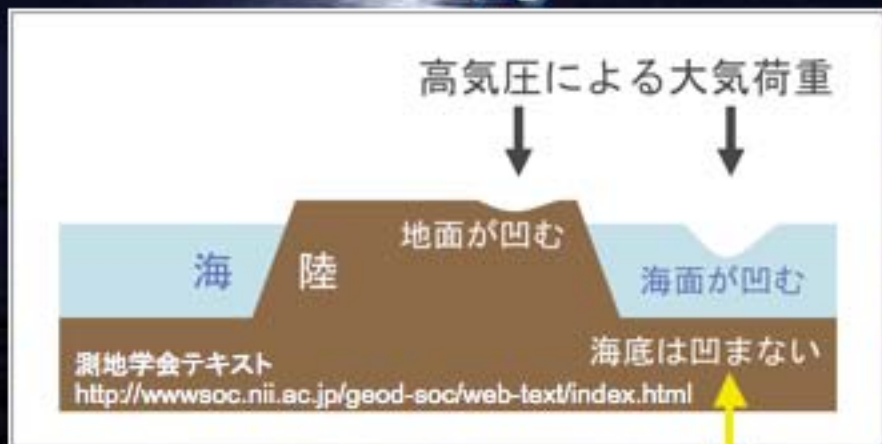 高気圧による大気荷重
地面が凹む
海 陸
海面が凹む
海底は凹まない
測地学会テキスト
http://wwwsoc.nii.ac.jp/geod-soc/web-text/index.html